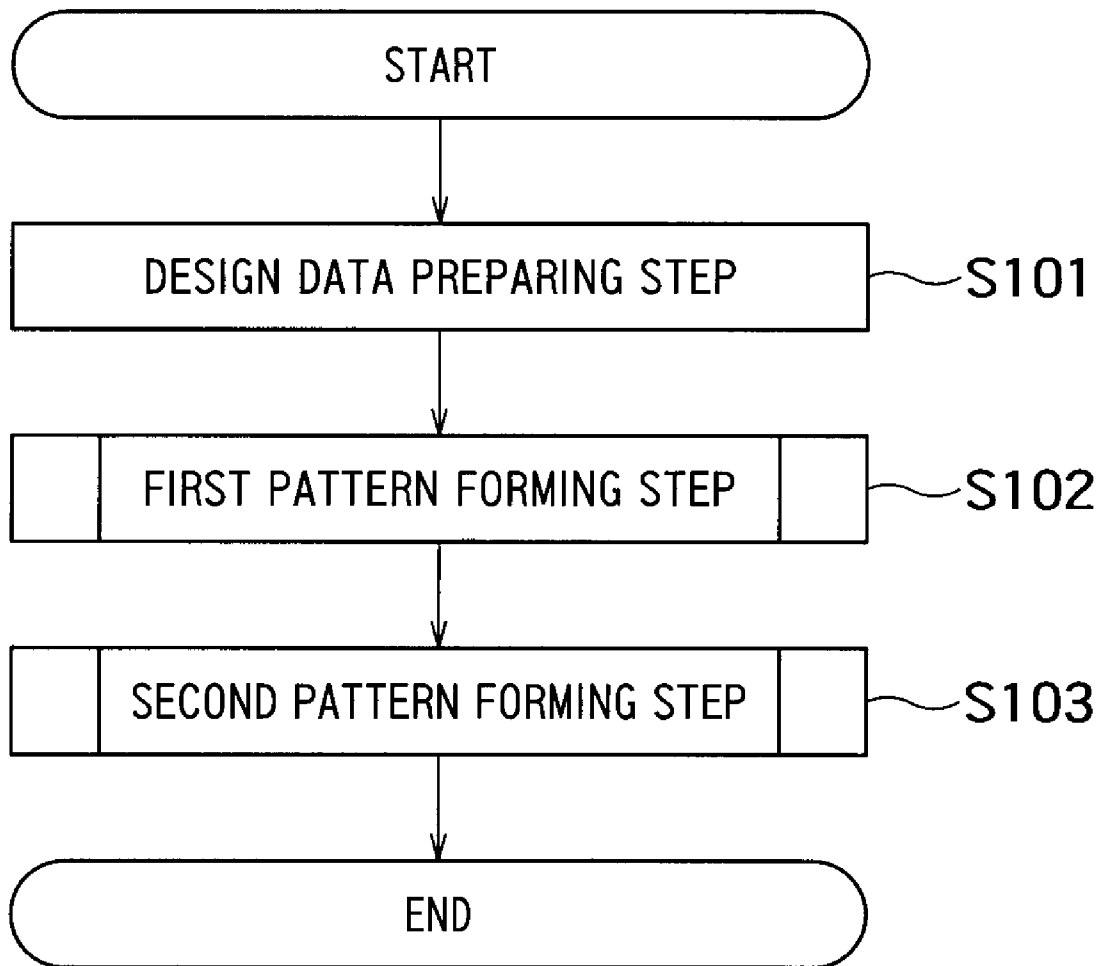 START
DESIGN DATA PREPARING STEP
S101
FIRST PATTERN FORMING STEP
S102
SECOND PATTERN FORMING STEP
S103
END